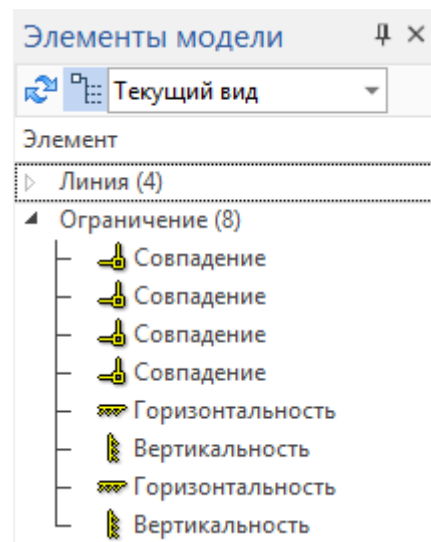 Элементы модели
Текущий вид
Элемент
Линия (4)
Ограничение (8)
Совпадение
Совпадение
Совпадение
Совпадение
Горизонтальность
Вертикальность
Горизонтальность
Вертикальность